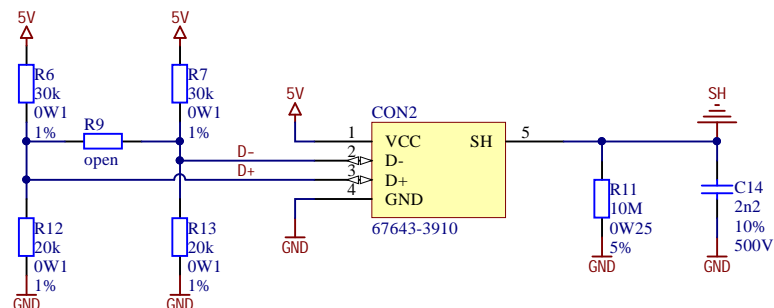 5V
5V
R6
30k
0W1
1%
R9
open
R7
30k
0W1
1%
5V
D-
D+
CON2
1
2
3
4
VCC
D-
D+
GND
SH
5
67643-3910
GND
R12
20k
0W1
1%
GND
R13
20k
0W1
1%
GND
SH
R11
10M
0W25
5%
GND
C14
2n2
10%
500V
GND